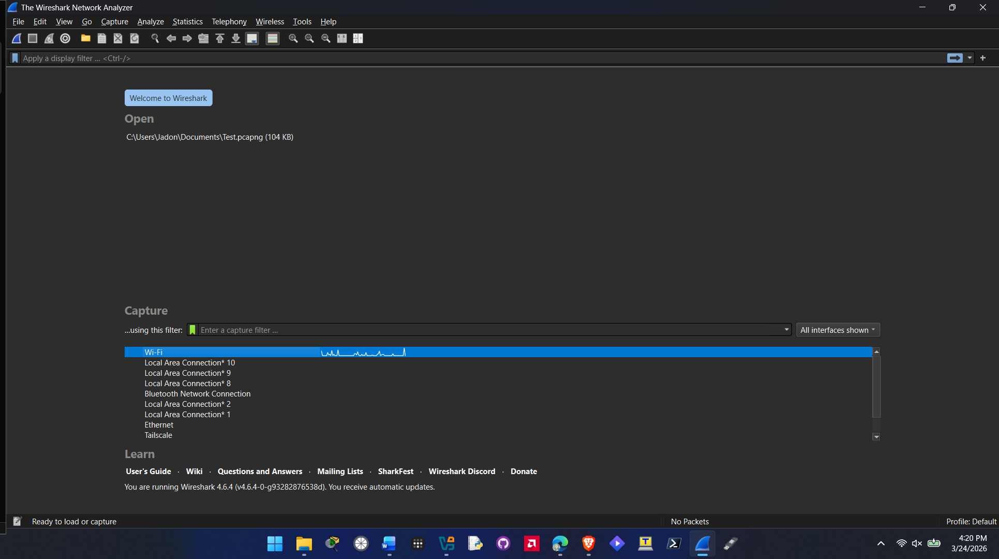 The Wireshark Network Analyzer
File Edit View Go Capture Analyze Statistics Telephony Wireless Tools Help
Apply a display filter ... <Ctrl-/>
Welcome to Wireshark
Open
C:\Users\Jadon\Documents\Test.pcapng (104 KB)
Capture
...using this filter: Enter a capture filter ... All interfaces shown
Wi-Fi
Local Area Connection* 10
Local Area Connection* 9
Local Area Connection* 8
Bluetooth Network Connection
Local Area Connection* 2
Local Area Connection* 1
Ethernet
Tailscale
Learn
User's Guide · Wiki · Questions and Answers · Mailing Lists · SharkFest · Wireshark Discord · Donate
You are running Wireshark 4.6.4 (v4.6.4-0-g93282876538d). You receive automatic updates.
Ready to load or capture No Packets Profile: Default
4:20 PM
3/24/2026